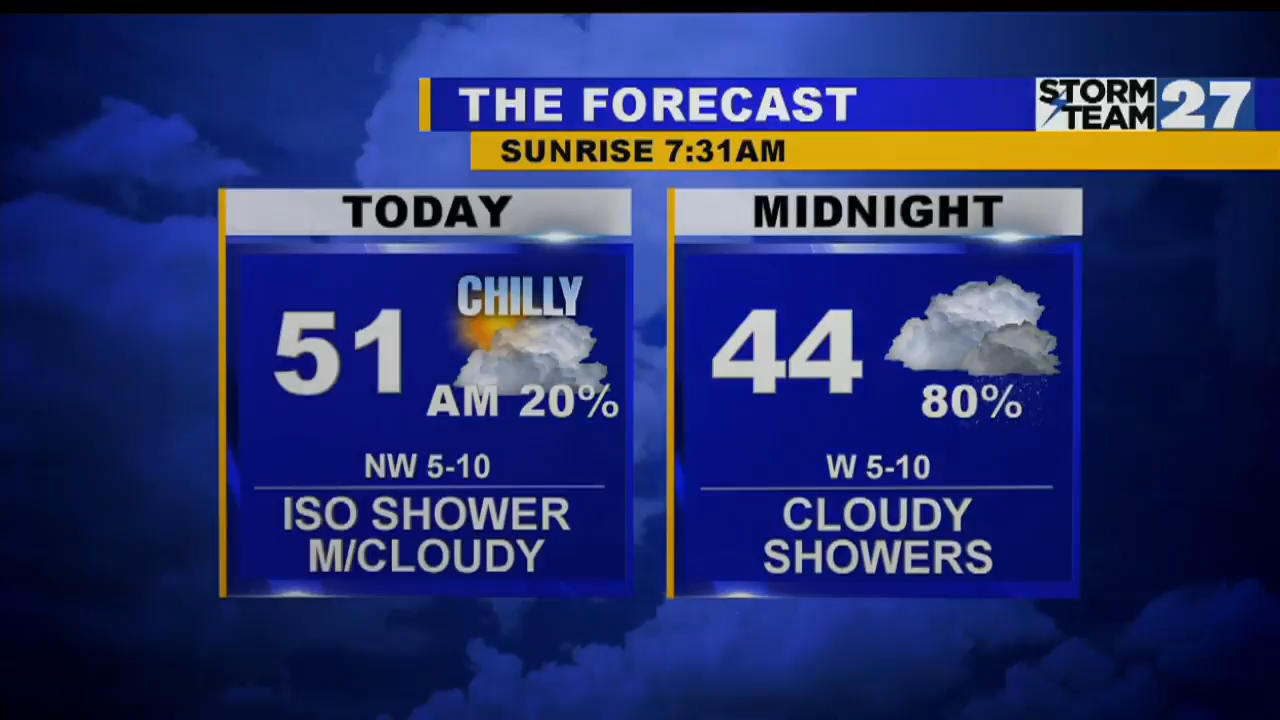 THE FORECAST
STORM TEAM 27
SUNRISE 7:31AM
TODAY
51
CHILLY
AM 20%
NW 5-10
ISO SHOWER
M/CLOUDY
MIDNIGHT
44
80%
W 5-10
CLOUDY
SHOWERS